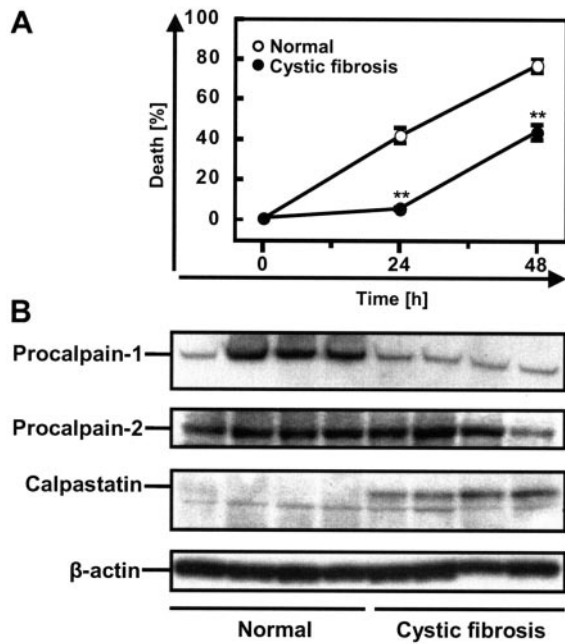 A
100
80
60
40
20
0
Death [%]
Normal
Cystic fibrosis
**
**
0
24
48
Time [h]
B
Procalpain-1
Procalpain-2
Calpastatin
β-actin
Normal
Cystic fibrosis